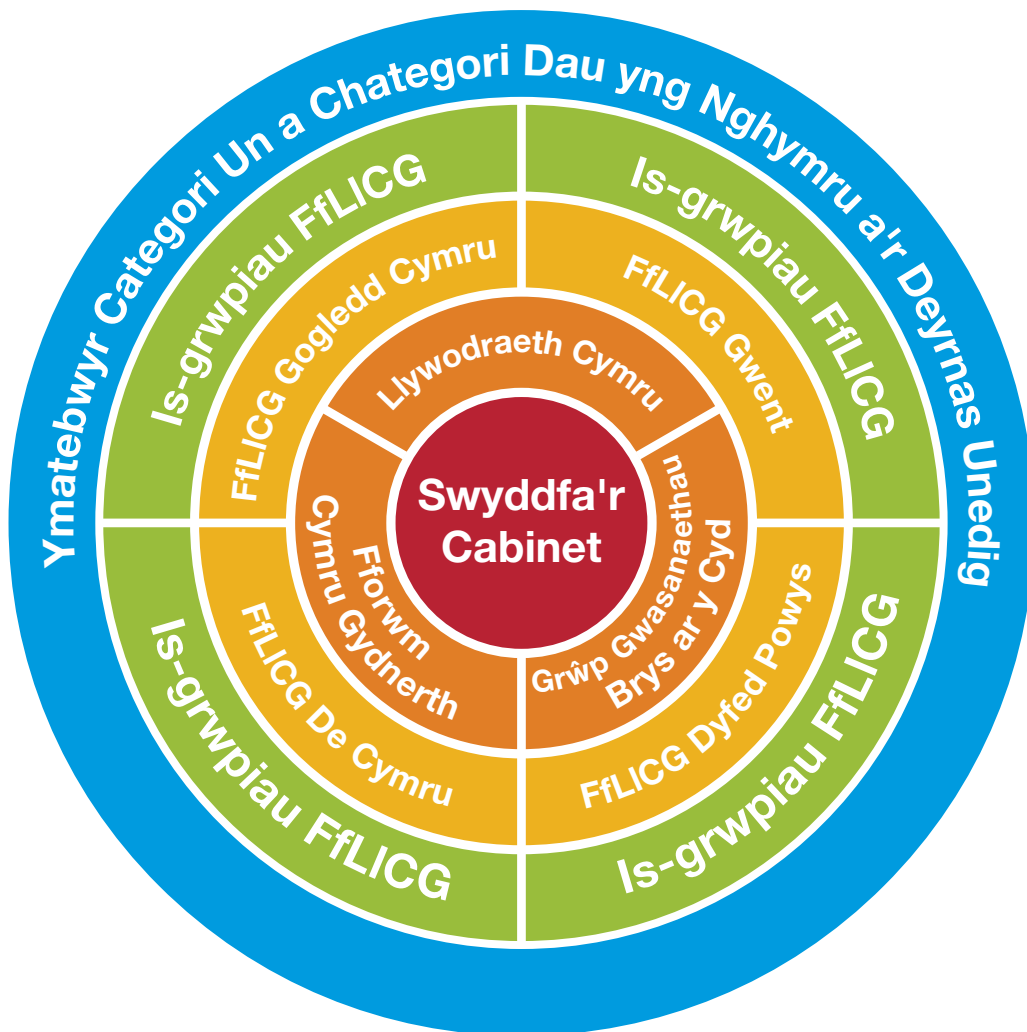 Ymatebwyr Categori Un a Chategori Dau yng Nghymru a'r Deyrnas Unedig
Is-grwpiau FfLlCG
Is-grwpiau FfLlCG
FfLlCG Gogledd Cymru
FfLlCG Gwent
Llywodraeth Cymru
Swyddfa'r
Cabinet
Fforwm
Cymru Gydnerth
Grŵp Gwasanaethan
Brys ar y Cyd
FfLlCG De Cymru
FfLlCG Dyfed Powys
Is-grwpiau FfLlCG
Is-grwpiau FfLlCG